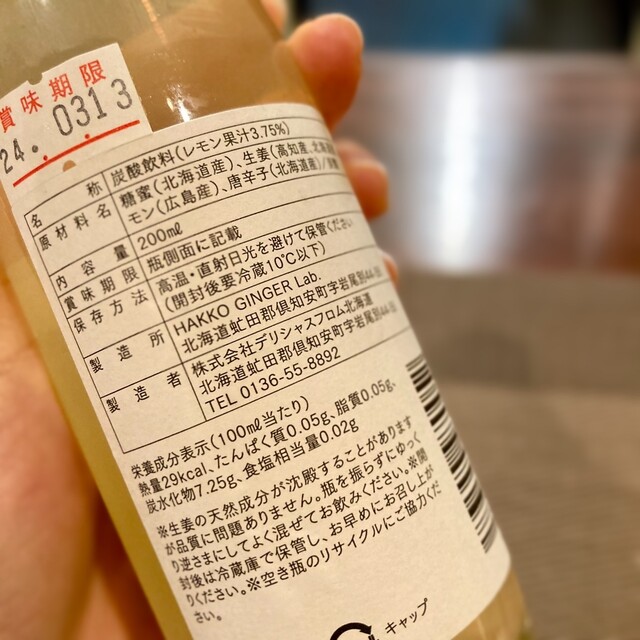 賞味期限
24. 03.13
名 称 炭酸飲料(レモン果汁3.75%)
原材料名 糖蜜(北海道産)、生姜(高知産、北海
モン(広島産)、唐辛子(北海道産)/
内容量 200mℓ
賞味期限 瓶側面に記載
保存方法 高温・直射日光を避けて保管ください
(開封後要冷蔵10℃以下)
製造所 HAKKO GINGER Lab.
北海道虻田郡倶知安町字岩尾別44-
製造者 株式会社デリシャスフロム北海道
北海道虻田郡倶知安町字岩尾別44-
TEL 0136-55-8892
栄養成分表示(100mℓ当たり)
熱量29kcal、たんぱく質0.05g、脂質0.05g、
炭水化物7.25g、食塩相当量0.02g
※生姜の天然成分が沈殿することがあります
が品質に問題ありません。瓶を振らずにゆっく
り逆さまにしてよく混ぜてお飲みください。※開
封後は冷蔵庫で保管し、お早めにお召し上が
りください。※空き瓶のリサイクルにご協力くだ
キャップ